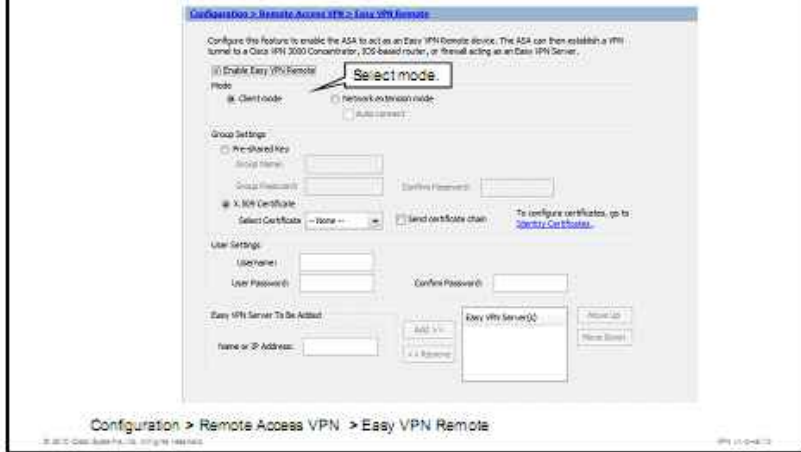 Configuration > Remote Access VPN > Easy VPN Remote
Configure this feature to enable the ASA to act as an Easy VPN Remote device. The ASA can then establish a VPN
tunnel to a Cisco VPN 3000 Concentrator, IOS-based router, or firewall acting as an Easy VPN Server.
Enable Easy VPN Remote
Select mode.
Mode
Client mode
Network extension mode
Auto connect
Group Settings
Pre-shared Key
Group Name:
Group Password:
Confirm Password:
X.509 Certificate
Select Certificate
-- None --
Send certificate chain
To configure certificates, go to
Identity Certificates.
User Settings
Username:
User Password:
Confirm Password:
Easy VPN Server To Be Added
Name or IP Address:
Add >>
<< Remove
Easy VPN Server(s)
Move Up
Move Down
Configuration > Remote Access VPN > Easy VPN Remote
Cisco Systems, Inc. All rights reserved.